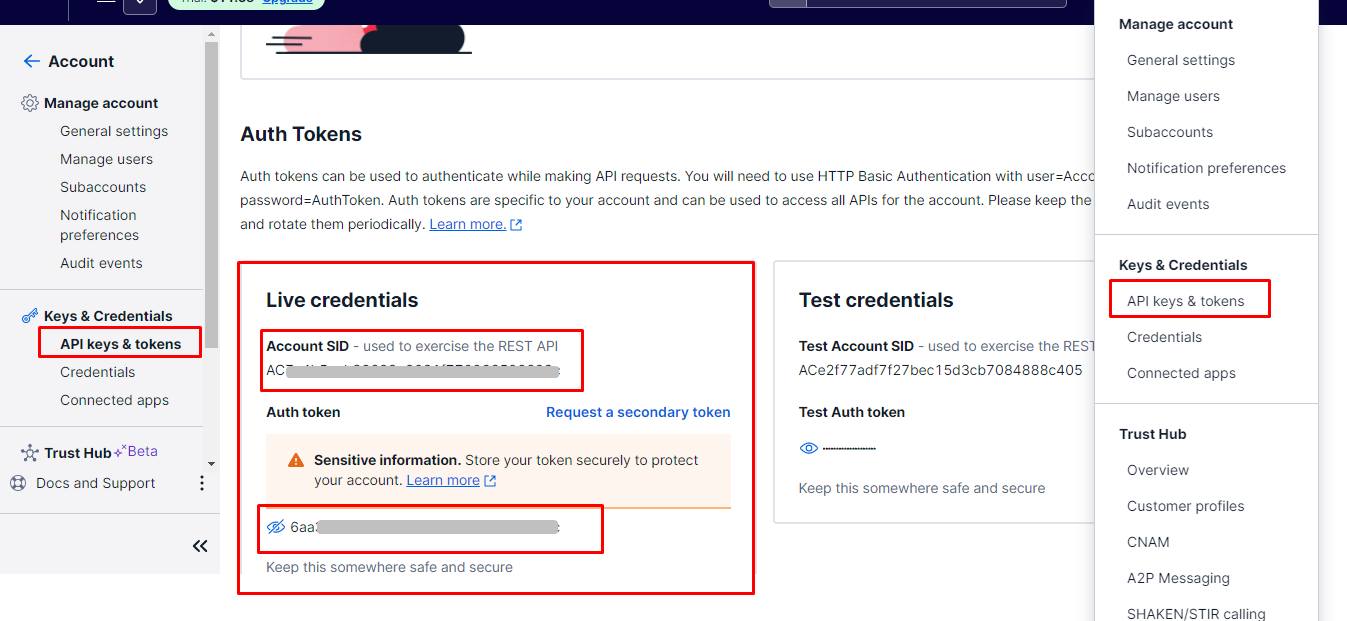 Upgrade
Account
Manage account
General settings
Manage users
Subaccounts
Notification
preferences
Audit events
Keys & Credentials
API keys & tokens
Credentials
Connected apps
Trust Hub
Beta
Docs and Support
Auth Tokens
Auth tokens can be used to authenticate while making API requests. You will need to use HTTP Basic Authentication with user=Acco
password=AuthToken. Auth tokens are specific to your account and can be used to access all APIs for the account. Please keep the
and rotate them periodically. Learn more.
Live credentials
Account SID - used to exercise the REST API
AC
Auth token
Request a secondary token
Sensitive information. Store your token securely to protect
your account. Learn more
6aa
Keep this somewhere safe and secure
Test credentials
Test Account SID - used to exercise the REST
ACe2f77adf7f27bec15d3cb7084888c405
Test Auth token
Keep this somewhere safe and secure
Manage account
General settings
Manage users
Subaccounts
Notification preferences
Audit events
Keys & Credentials
API keys & tokens
Credentials
Connected apps
Trust Hub
Overview
Customer profiles
CNAM
A2P Messaging
SHAKEN/STIR calling